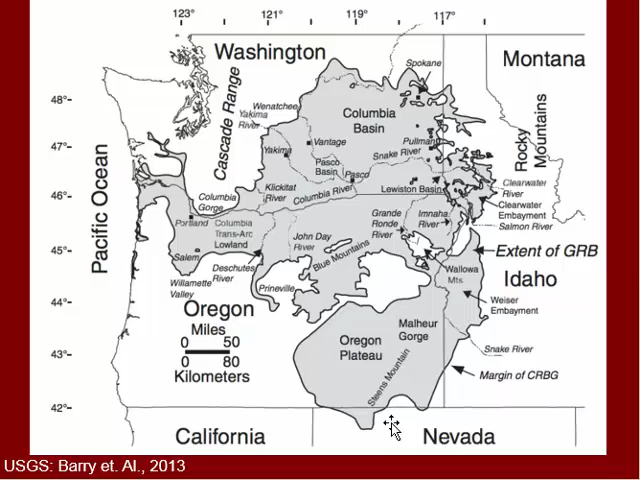 123°
121°
119°
117°
Washington
Montana
Spokane
48°-
Cascade Range
Wenatchee
Yakima
River
Columbia
Basin
Rocky
Mountains
Vantage
Pullman
47°-
Yakima
Pasco
Basin
Snake River
Pasco
Pacific Ocean
Klickitat
River
Columbia River
Lewiston Basin
Clearwater
River
46°-
Columbia
Gorge
Clearwater
Embayment
Portland
Columbia
Trans-Arc
Lowland
John Day
River
Grande
Ronde
River
Imnaha
River
Salmon River
45°-
Salem
Blue Mountains
Extent of GRB
Deschutes
River
Willamette
Valley
Prineville
Wallowa
Mts.
Idaho
44°-
Oregon
Weiser
Embayment
Miles
0 50
0 80
Kilometers
Malheur
Gorge
Oregon
Plateau
43°-
Snake River
Steens Mountain
Margin of CRBG
42°-
California
Nevada
USGS: Barry et. Al., 2013